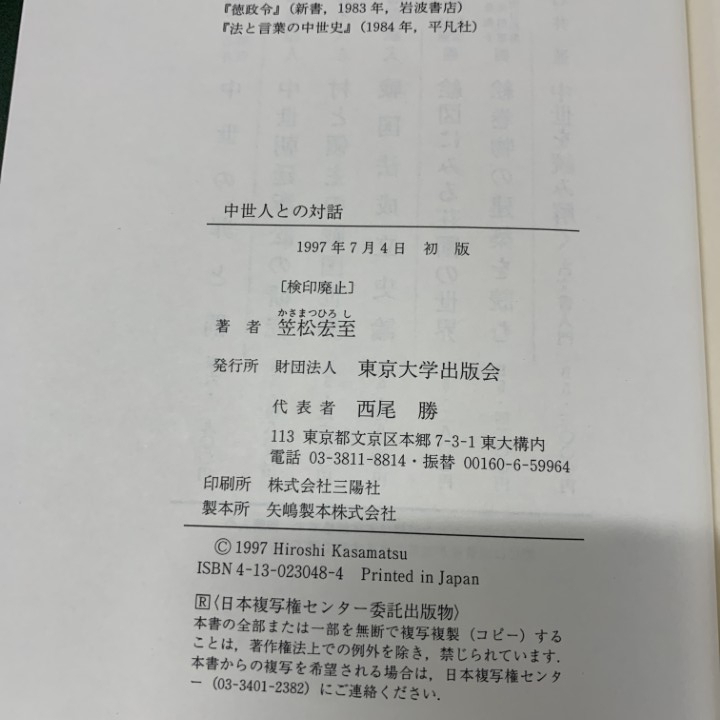 『徳政令』(新書, 1983年, 岩波書店)
『法と言葉の中世史』(1984年, 平凡社)
中世人との対話
1997年7月4日 初版
[検印廃止]
かさまつひろし
著者 笠松宏至
発行所 財団法人 東京大学出版会
代表者 西尾 勝
113 東京都文京区本郷7-3-1東大構内
電話 03-3811-8814・振替 00160-6-59964
印刷所 株式会社三陽社
製本所 矢嶋製本株式会社
©1997 Hiroshi Kasamatsu
ISBN 4-13-023048-4 Printed in Japan
R〈日本複写権センター委託出版物〉
本書の全部または一部を無断で複写複製(コピー)する
ことは, 著作権法上での例外を除き, 禁じられています.
本書からの複写を希望される場合は, 日本複写権センタ
ー(03-3401-2382)にご連絡ください.